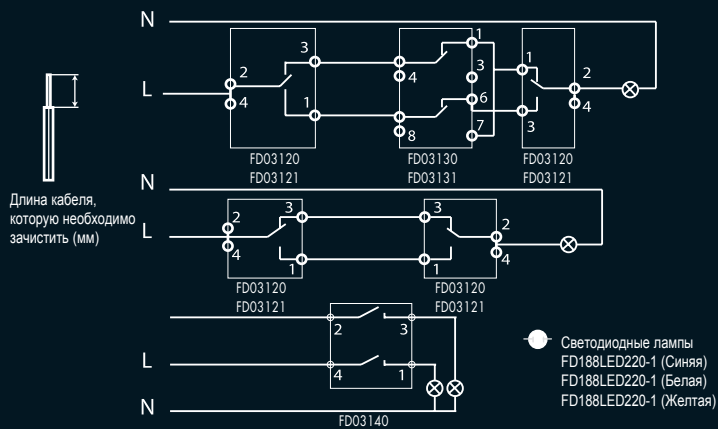 N
3
1
1
2
3
2
L
4
4
6
4
1
3
8
7
FD03120
FD03130
FD03120
FD03121
FD03131
FD03121
N
Длина кабеля,
которую необходимо
зачистить (мм)
2
3
3
2
L
4
4
1
1
FD03120
FD03120
FD03121
FD03121
2
3
L
4
1
N
FD03140
Светодиодные лампы
FD188LED220-1 (Синяя)
FD188LED220-1 (Белая)
FD188LED220-1 (Желтая)